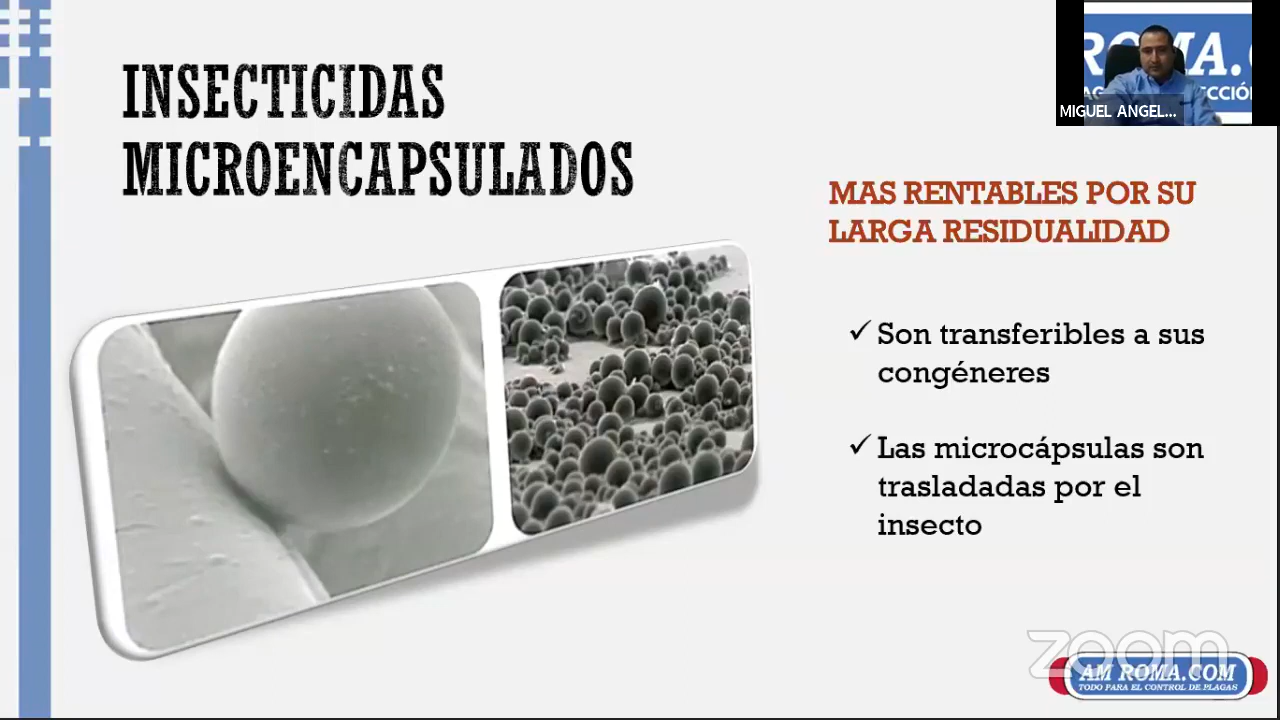 INSECTICIDAS
MICROENCAPSULADOS
ROMA.C
MIGUEL ANGEL...
MAS RENTABLES POR SU
LARGA RESIDUALIDAD
✓ Son transferibles a sus
congéneres
✓ Las microcápsulas son
trasladadas por el
insecto
zoom
AM ROMA.COM
TODO PARA EL CONTROL DE PLAGAS